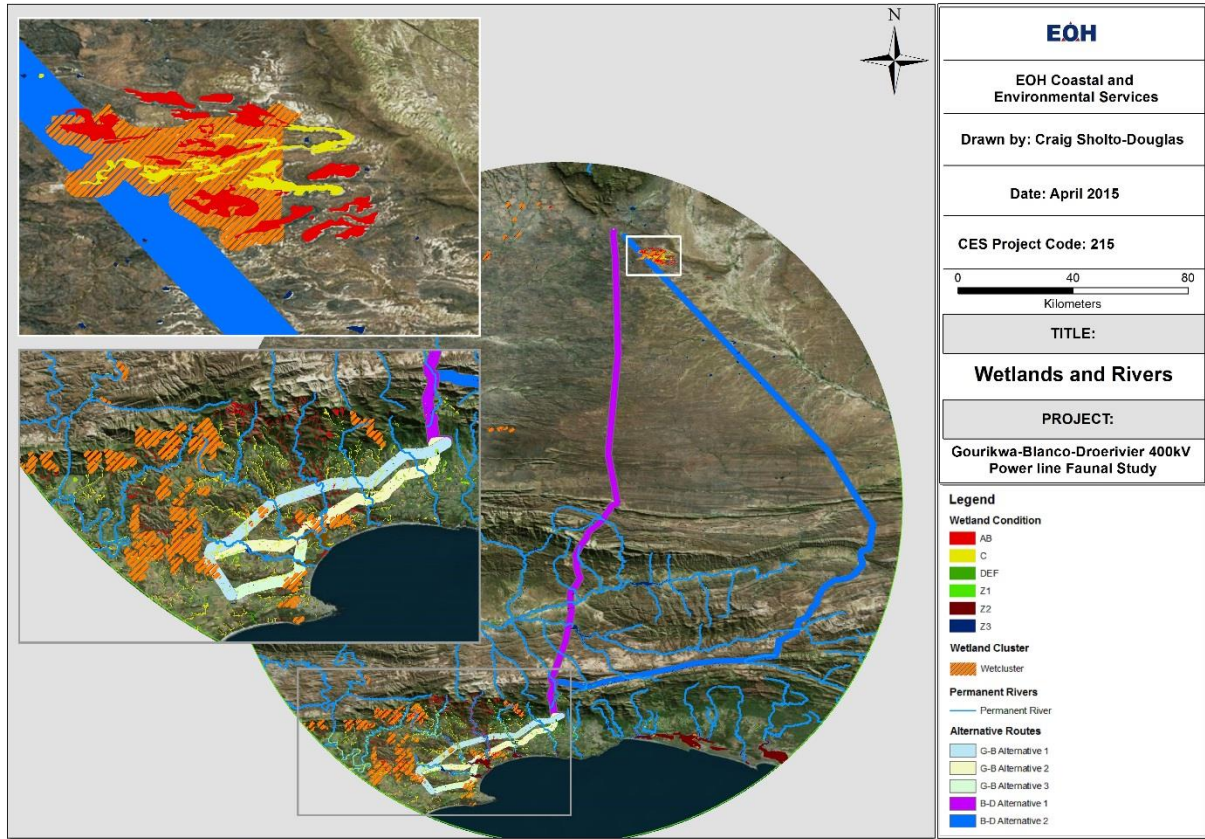 N
EOH
EOH Coastal and
Environmental Services
Drawn by: Craig Sholto-Douglas
Date: April 2015
CES Project Code: 215
0 40 80
Kilometers
TITLE:
Wetlands and Rivers
PROJECT:
Gourikwa-Blanco-Droerivier 400kV
Power line Faunal Study
Legend
Wetland Condition
AB
C
DEF
Z1
Z2
Z3
Wetland Cluster
Wetcluster
Permanent Rivers
Permanent River
Alternative Routes
G-B Alternative 1
G-B Alternative 2
G-B Alternative 3
B-D Alternative 1
B-D Alternative 2